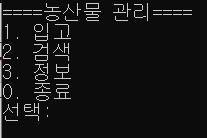 ====농산물 관리====
1. 입고
2. 검색
3. 정보
0. 종료
선택: